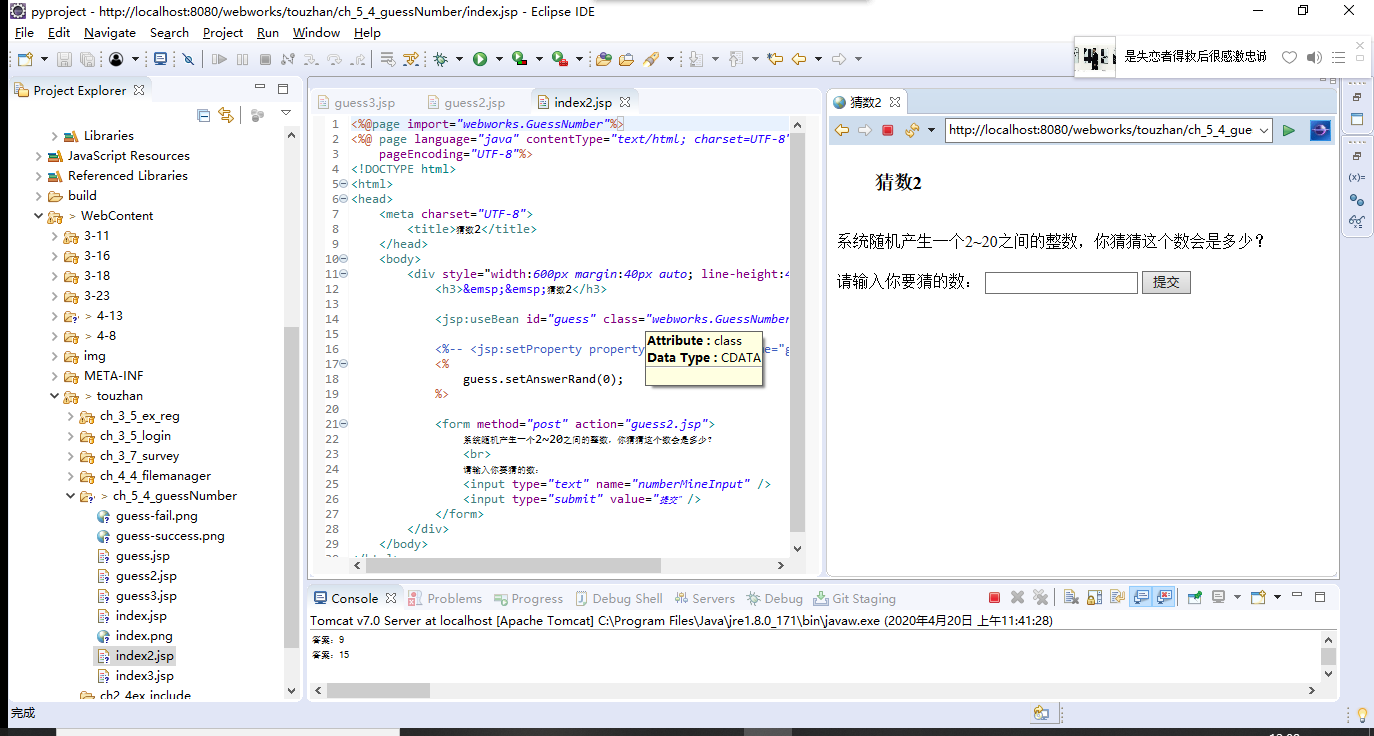 pyproject - http://localhost:8080/webworks/touzhan/ch_5_4_guessNumber/index.jsp - Eclipse IDE
File Edit Navigate Search Project Run Window Help
是失恋者得救后很感激忠诚
Project Explorer
Libraries
JavaScript Resources
Referenced Libraries
build
> WebContent
3-11
3-16
3-18
3-23
> 4-13
> 4-8
img
META-INF
> touzhan
ch_3_5_ex_reg
ch_3_5_login
ch_3_7_survey
ch_4_4_filemanager
> ch_5_4_guessNumber
guess-fail.png
guess-success.png
guess.jsp
guess2.jsp
guess3.jsp
index.jsp
index.png
index2.jsp
index3.jsp
ch2_4ex_include
guess3.jsp guess2.jsp index2.jsp
1 <%@page import="webworks.GuessNumber"%>
2 <%@ page language="java" contentType="text/html; charset=UTF-8"
3 pageEncoding="UTF-8"%>
4 <!DOCTYPE html>
5 <html>
6 <head>
7 <meta charset="UTF-8">
8 <title>猜数2</title>
9 </head>
10 <body>
11 <div style="width:600px margin:40px auto; line-height:4
12 <h3>&emsp;&emsp;猜数2</h3>
13
14 <jsp:useBean id="guess" class="webworks.GuessNumber
15
16 <%-- <jsp:setProperty property
17 <%
18 guess.setAnswerRand(0);
19 %>
20
21 <form method="post" action="guess2.jsp">
22 系统随机产生一个2~20之间的整数，你猜猜这个数会是多少？
23 <br>
24 请输入你要猜的数：
25 <input type="text" name="numberMineInput" />
26 <input type="submit" value="提交" />
27 </form>
28 </div>
29 </body>
Attribute : class
Data Type : CDATA
猜数2
http://localhost:8080/webworks/touzhan/ch_5_4_gue
猜数2
系统随机产生一个2~20之间的整数，你猜猜这个数会是多少？
请输入你要猜的数： 提交
(x)=
Console Problems Progress Debug Shell Servers Debug Git Staging
Tomcat v7.0 Server at localhost [Apache Tomcat] C:\Program Files\Java\jre1.8.0_171\bin\javaw.exe (2020年4月20日 上午11:41:28)
答案：9
答案：15
完成